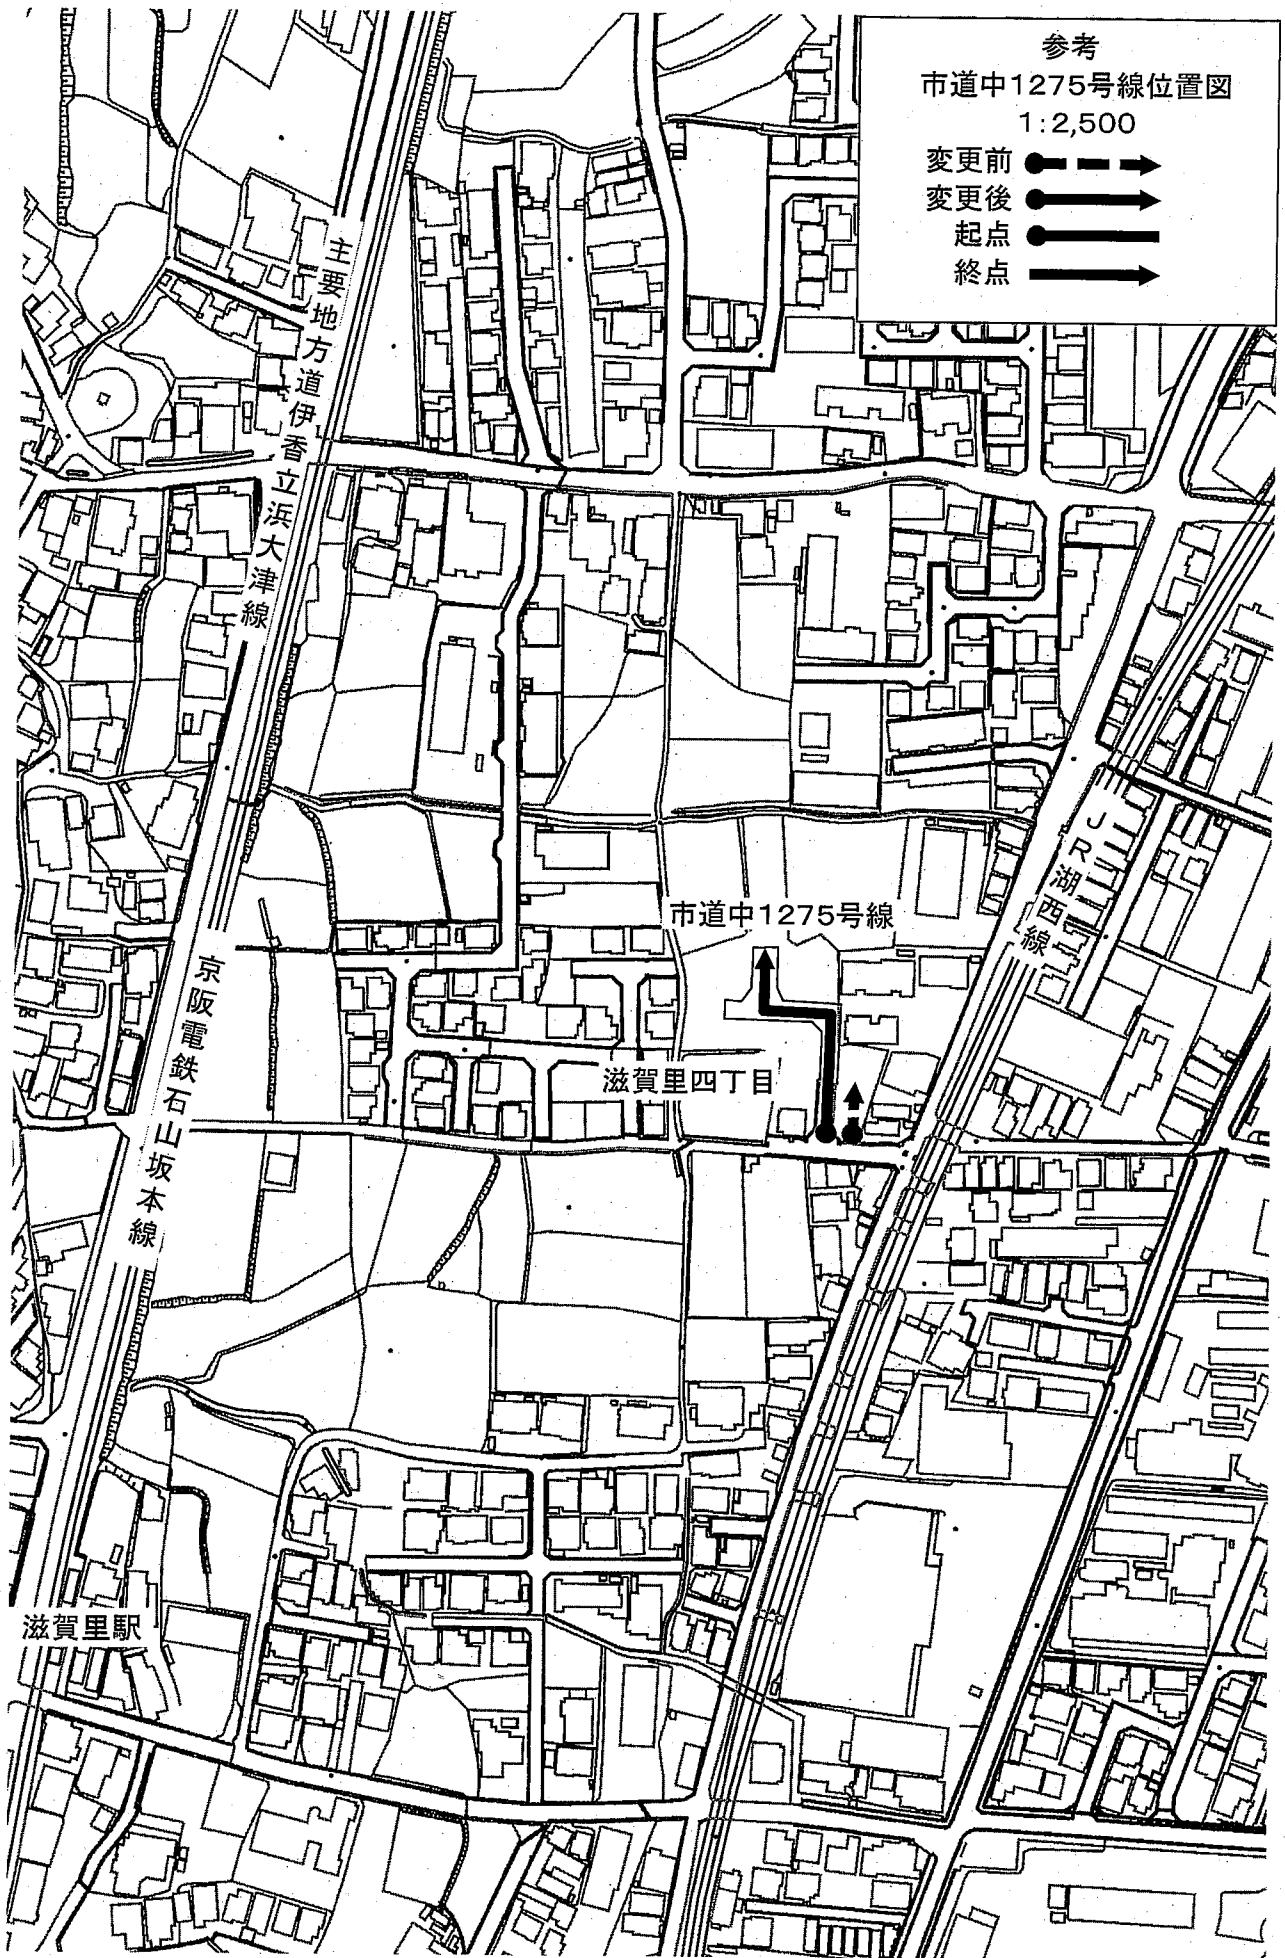 参考
市道中1275号線位置図
1:2,500
変更前
変更後
起点
終点
主要地方道伊香立浜大津線
JR湖西線
市道中1275号線
京阪電鉄石山坂本線
滋賀里四丁目
滋賀里駅